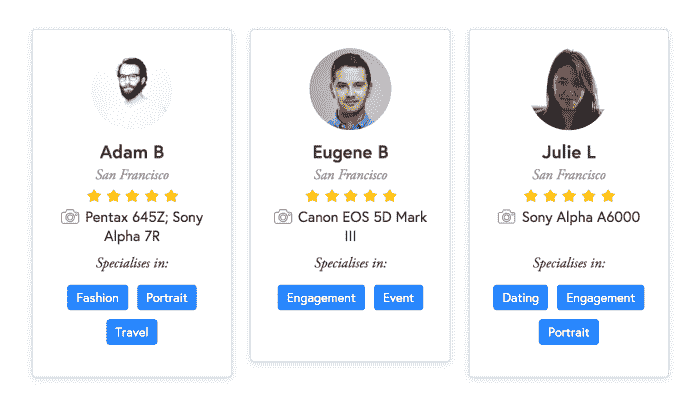 Adam B
San Francisco
Pentax 645Z; Sony
Alpha 7R
Specialises in:
Fashion
Portrait
Travel
Eugene B
San Francisco
Canon EOS 5D Mark
III
Specialises in:
Engagement
Event
Julie L
San Francisco
Sony Alpha A6000
Specialises in:
Dating
Engagement
Portrait